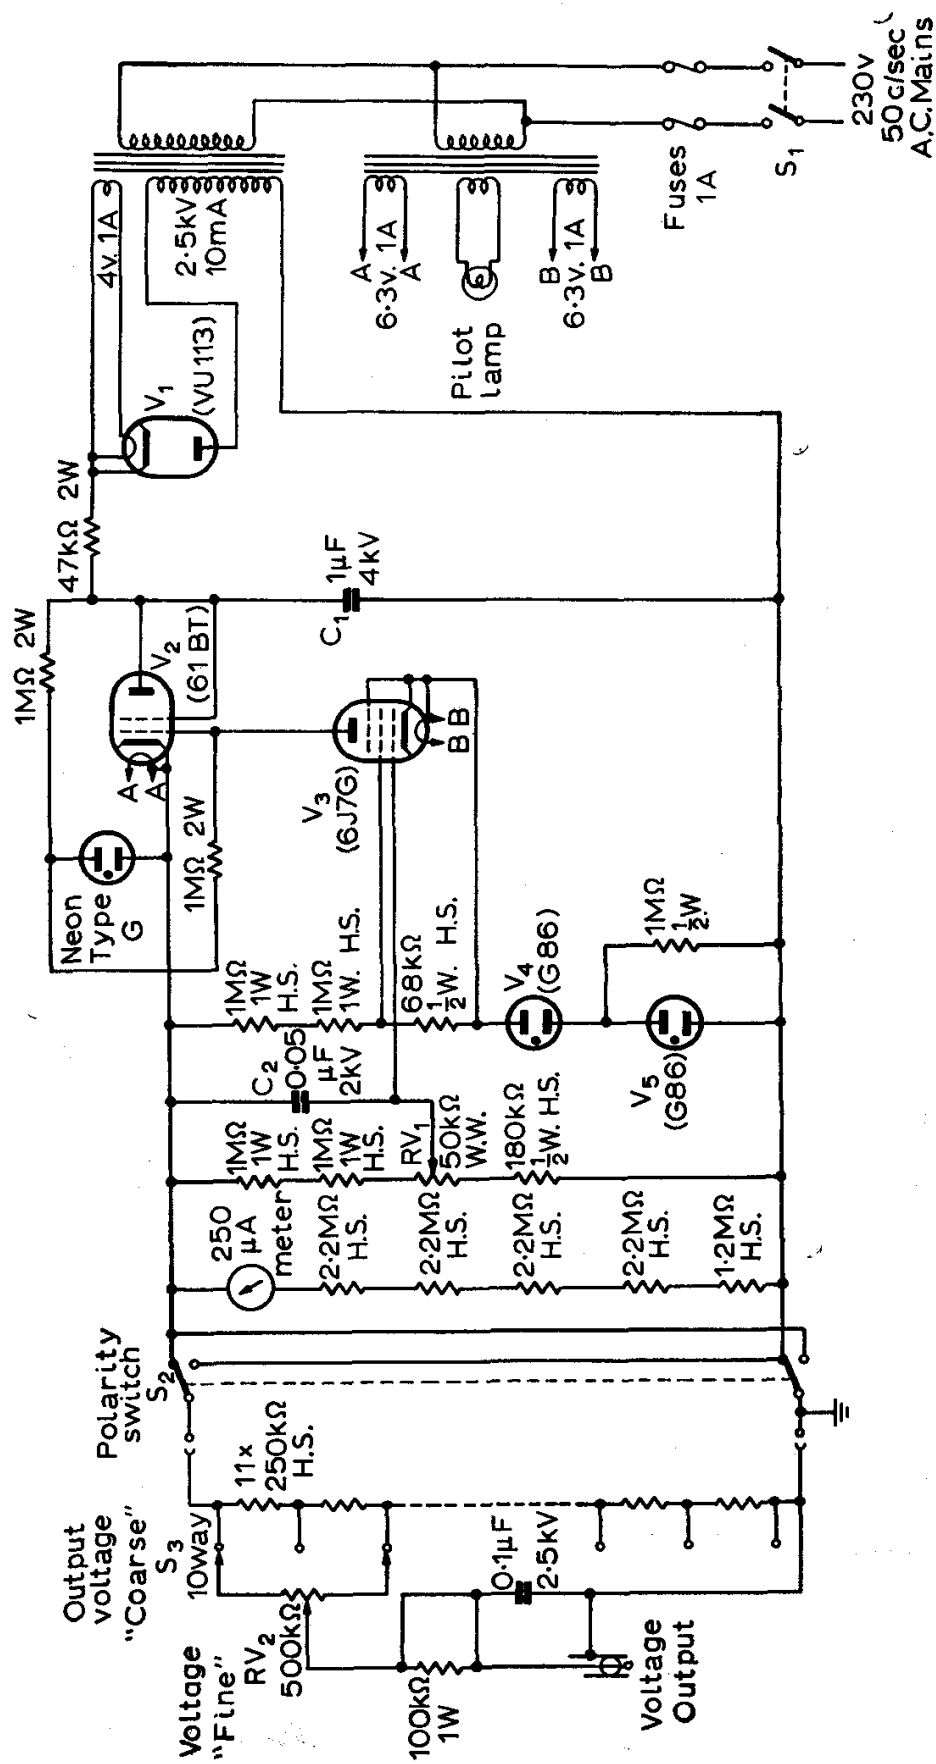 Output
voltage
"Coarse"
S3
10way
Voltage
"Fine"
RV2
500kΩ
100kΩ
1W
0·1μF
2·5kV
Voltage
Output
Polarity
switch
S2
11x
250kΩ
H.S.
250
μA
meter
2·2MΩ
H.S.
2·2MΩ
H.S.
2·2MΩ
H.S.
2·2MΩ
H.S.
1·2MΩ
H.S.
1MΩ
1W
H.S.
1MΩ
1W
H.S.
RV1
50kΩ
W.W.
180kΩ
½W. H.S.
C2
0·05
μF
2kV
1MΩ
1W
H.S.
1MΩ
1W. H.S.
68kΩ
½W. H.S.
V4
(G86)
V5
(G86)
1MΩ
½W.
Neon
Type
G
1MΩ 2W
1MΩ 2W
A
A
V2
(61 BT)
V3
(6J7G)
B
B
C1
1μF
4kV
47kΩ 2W
V1
(VU113)
4v. 1A
2·5kV
10mA
A
A
6·3v. 1A
Pilot
lamp
B
B
6·3v. 1A
Fuses
1A
S1
230v
50c/sec
A.C.Mains